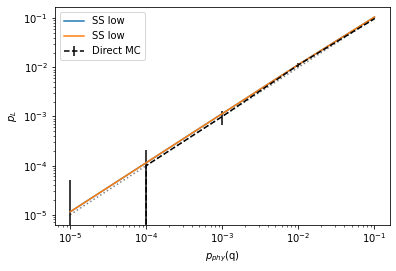 10⁻¹
10⁻²
10⁻³
10⁻⁴
10⁻⁵
p_L
SS low
SS low
Direct MC
10⁻⁵ 10⁻⁴ 10⁻³ 10⁻² 10⁻¹
p_phy(q)